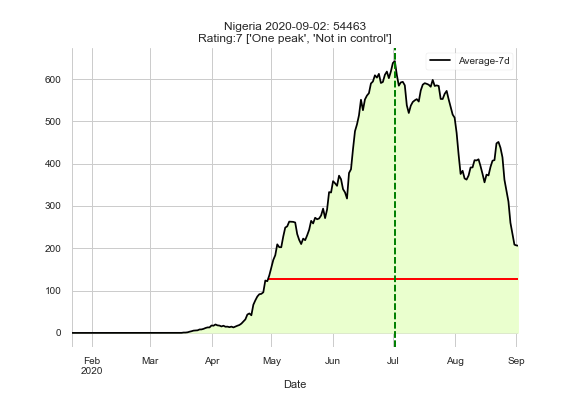 Nigeria 2020-09-02: 54463
Rating:7 ['One peak', 'Not in control']
Average-7d
600
500
400
300
200
100
0
Feb Mar Apr May Jun Jul Aug Sep
2020
Date